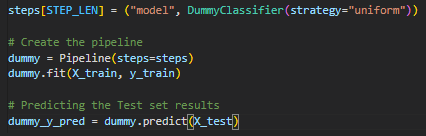 steps[STEP_LEN] = ("model", DummyClassifier(strategy="uniform"))
# Create the pipeline
dummy = Pipeline(steps=steps)
dummy.fit(X_train, y_train)
# Predicting the Test set results
dummy_y_pred = dummy.predict(X_test)